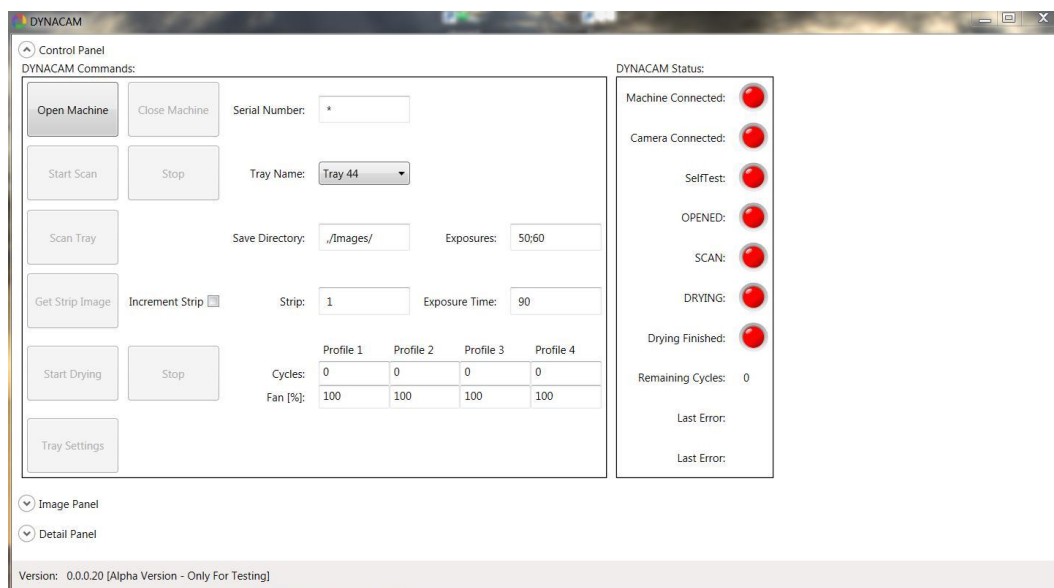 DYNACAM
Control Panel
DYNACAM Commands:
DYNACAM Status:
Open Machine Close Machine Serial Number: *
Machine Connected:
Camera Connected:
Start Scan Stop Tray Name: Tray 44
SelfTest:
OPENED:
Scan Tray Save Directory: ,/Images/ Exposures: 50;60
SCAN:
Get Strip Image Increment Strip Strip: 1 Exposure Time: 90
DRYING:
Drying Finished:
Profile 1 Profile 2 Profile 3 Profile 4
Start Drying Stop Cycles: 0 0 0 0
Remaining Cycles: 0
Fan [%]: 100 100 100 100
Last Error:
Tray Settings
Last Error:
Image Panel
Detail Panel
Version: 0.0.0.20 [Alpha Version - Only For Testing]